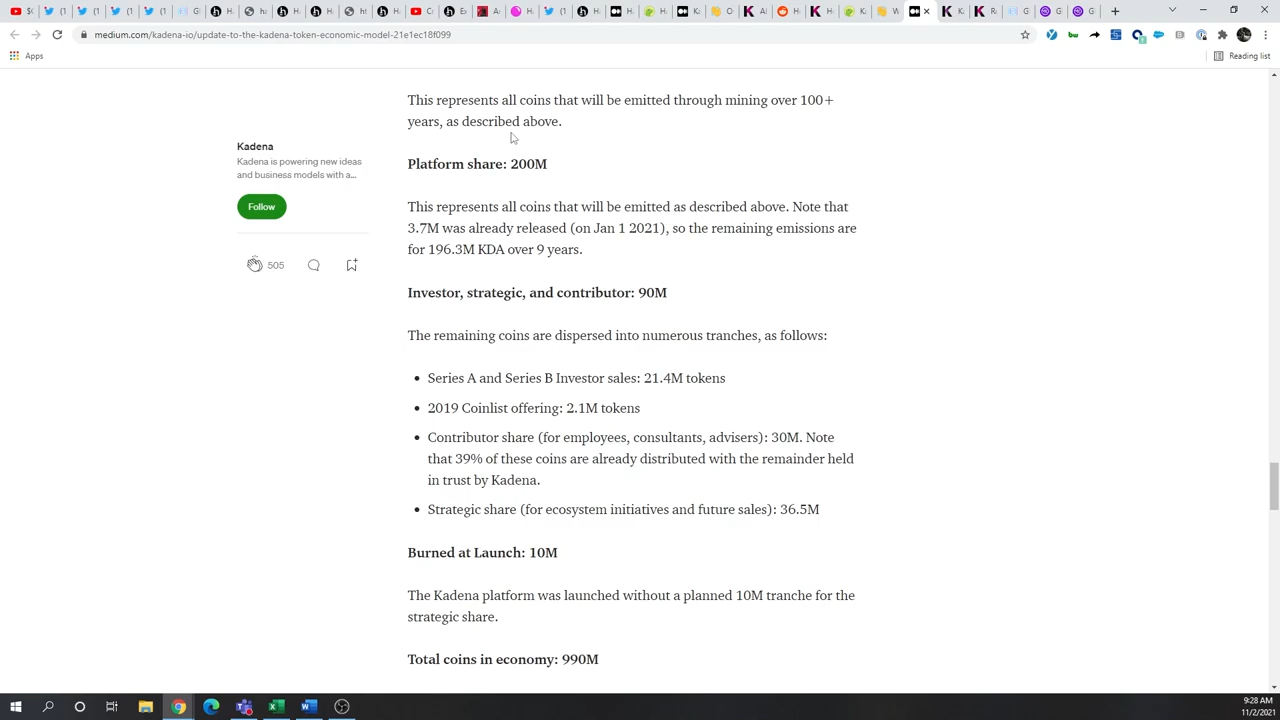 medium.com/kadena-io/update-to-the-kadena-token-economic-model-21e1ec18f099
Apps
Reading list
This represents all coins that will be emitted through mining over 100+
years, as described above.
Kadena
Kadena is powering new ideas
and business models with a...
Follow
505
Platform share: 200M
This represents all coins that will be emitted as described above. Note that
3.7M was already released (on Jan 1 2021), so the remaining emissions are
for 196.3M KDA over 9 years.
Investor, strategic, and contributor: 90M
The remaining coins are dispersed into numerous tranches, as follows:
• Series A and Series B Investor sales: 21.4M tokens
• 2019 Coinlist offering: 2.1M tokens
• Contributor share (for employees, consultants, advisers): 30M. Note
that 39% of these coins are already distributed with the remainder held
in trust by Kadena.
• Strategic share (for ecosystem initiatives and future sales): 36.5M
Burned at Launch: 10M
The Kadena platform was launched without a planned 10M tranche for the
strategic share.
Total coins in economy: 990M
9:28 AM
11/2/2021